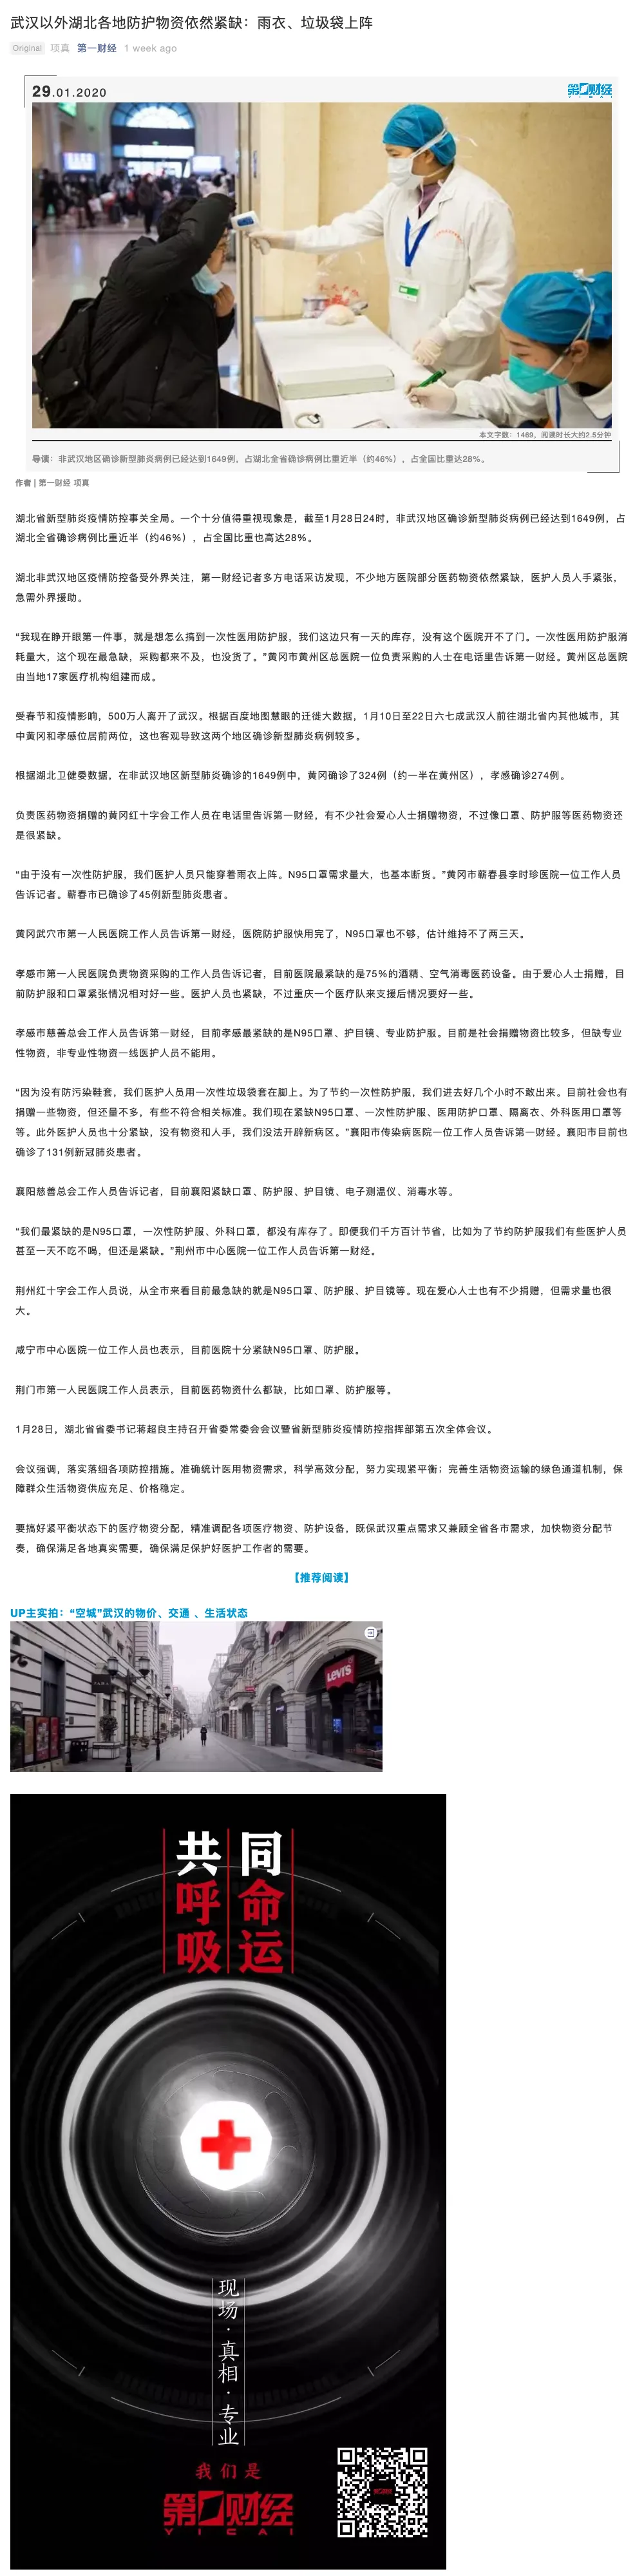 武汉以外湖北各地防护物资依然紧缺：雨衣、垃圾袋上阵
Original 项真 第一财经 1 week ago
29.01.2020
第一财经
本文字数：1469，阅读时长大约2.5分钟
导读：非武汉地区确诊新型肺炎病例已经达到1649例，占湖北全省确诊病例比重近半（约46%），占全国比重达28%。
作者 | 第一财经 项真
湖北省新型肺炎疫情防控事关全局。一个十分值得重视现象是，截至1月28日24时，非武汉地区确诊新型肺炎病例已经达到1649例，占
湖北全省确诊病例比重近半（约46%），占全国比重也高达28%。
湖北非武汉地区疫情防控备受外界关注，第一财经记者多方电话采访发现，不少地方医院部分医药物资依然紧缺，医护人员人手紧张，
急需外界援助。
“我现在睁开眼第一件事，就是想怎么搞到一次性医用防护服，我们这边只有一天的库存，没有这个医院开不了门。一次性医用防护服消
耗量大，这个现在最急缺，采购都来不及，也没货了。”黄冈市黄州区总医院一位负责采购的人士在电话里告诉第一财经。黄州区总医院
由当地17家医疗机构组建而成。
受春节和疫情影响，500万人离开了武汉。根据百度地图慧眼的迁徙大数据，1月10日至22日六七成武汉人前往湖北省内其他城市，其
中黄冈和孝感位居前两位，这也客观导致这两个地区确诊新型肺炎病例较多。
根据湖北卫健委数据，在非武汉地区新型肺炎确诊的1649例中，黄冈确诊了324例（约一半在黄州区），孝感确诊274例。
负责医药物资捐赠的黄冈红十字会工作人员在电话里告诉第一财经，有不少社会爱心人士捐赠物资，不过像口罩、防护服等医药物资还
是很紧缺。
“由于没有一次性防护服，我们医护人员只能穿着雨衣上阵。N95口罩需求量大，也基本断货。”黄冈市蕲春县李时珍医院一位工作人员
告诉记者。蕲春市已确诊了45例新型肺炎患者。
黄冈武穴市第一人民医院工作人员告诉第一财经，医院防护服快用完了，N95口罩也不够，估计维持不了两三天。
孝感市第一人民医院负责物资采购的工作人员告诉记者，目前医院最紧缺的是75%的酒精、空气消毒医药设备。由于爱心人士捐赠，目
前防护服和口罩紧张情况相对好一些。医护人员也紧缺，不过重庆一个医疗队来支援后情况要好一些。
孝感市慈善总会工作人员告诉第一财经，目前孝感最紧缺的是N95口罩、护目镜、专业防护服。目前是社会捐赠物资比较多，但缺专业
性物资，非专业性物资一线医护人员不能用。
“因为没有防污染鞋套，我们医护人员用一次性垃圾袋套在脚上。为了节约一次性防护服，我们进去好几个小时不敢出来。目前社会也有
捐赠一些物资，但还量不多，有些不符合相关标准。我们现在紧缺N95口罩、一次性防护服、医用防护口罩、隔离衣、外科医用口罩等
等。此外医护人员也十分紧缺，没有物资和人手，我们没法开辟新病区。”襄阳市传染病医院一位工作人员告诉第一财经。襄阳市目前也
确诊了131例新冠肺炎患者。
襄阳慈善总会工作人员告诉记者，目前襄阳紧缺口罩、防护服、护目镜、电子测温仪、消毒水等。
“我们最紧缺的是N95口罩，一次性防护服、外科口罩，都没有库存了。即便我们千方百计节省，比如为了节约防护服我们有些医护人员
甚至一天不吃不喝，但还是紧缺。”荆州市中心医院一位工作人员告诉第一财经。
荆州红十字会工作人员说，从全市来看目前最急缺的就是N95口罩、防护服、护目镜等。现在爱心人士也有不少捐赠，但需求量也很
大。
咸宁市中心医院一位工作人员也表示，目前医院十分紧缺N95口罩、防护服。
荆门市第一人民医院工作人员表示，目前医药物资什么都缺，比如口罩、防护服等。
1月28日，湖北省省委书记蒋超良主持召开省委常委会会议暨省新型肺炎疫情防控指挥部第五次全体会议。
会议强调，落实落细各项防控措施。准确统计医用物资需求，科学高效分配，努力实现紧平衡；完善生活物资运输的绿色通道机制，保
障群众生活物资供应充足、价格稳定。
要搞好紧平衡状态下的医疗物资分配，精准调配各项医疗物资、防护设备，既保武汉重点需求又兼顾全省各市需求，加快物资分配节
奏，确保满足各地真实需要，确保满足保护好医护工作者的需要。
【推荐阅读】
UP主实拍：“空城”武汉的物价、交通 、生活状态
LEVI'S
共同
呼命
吸运
现场·真相·专业
我们是
第一财经
YICAI